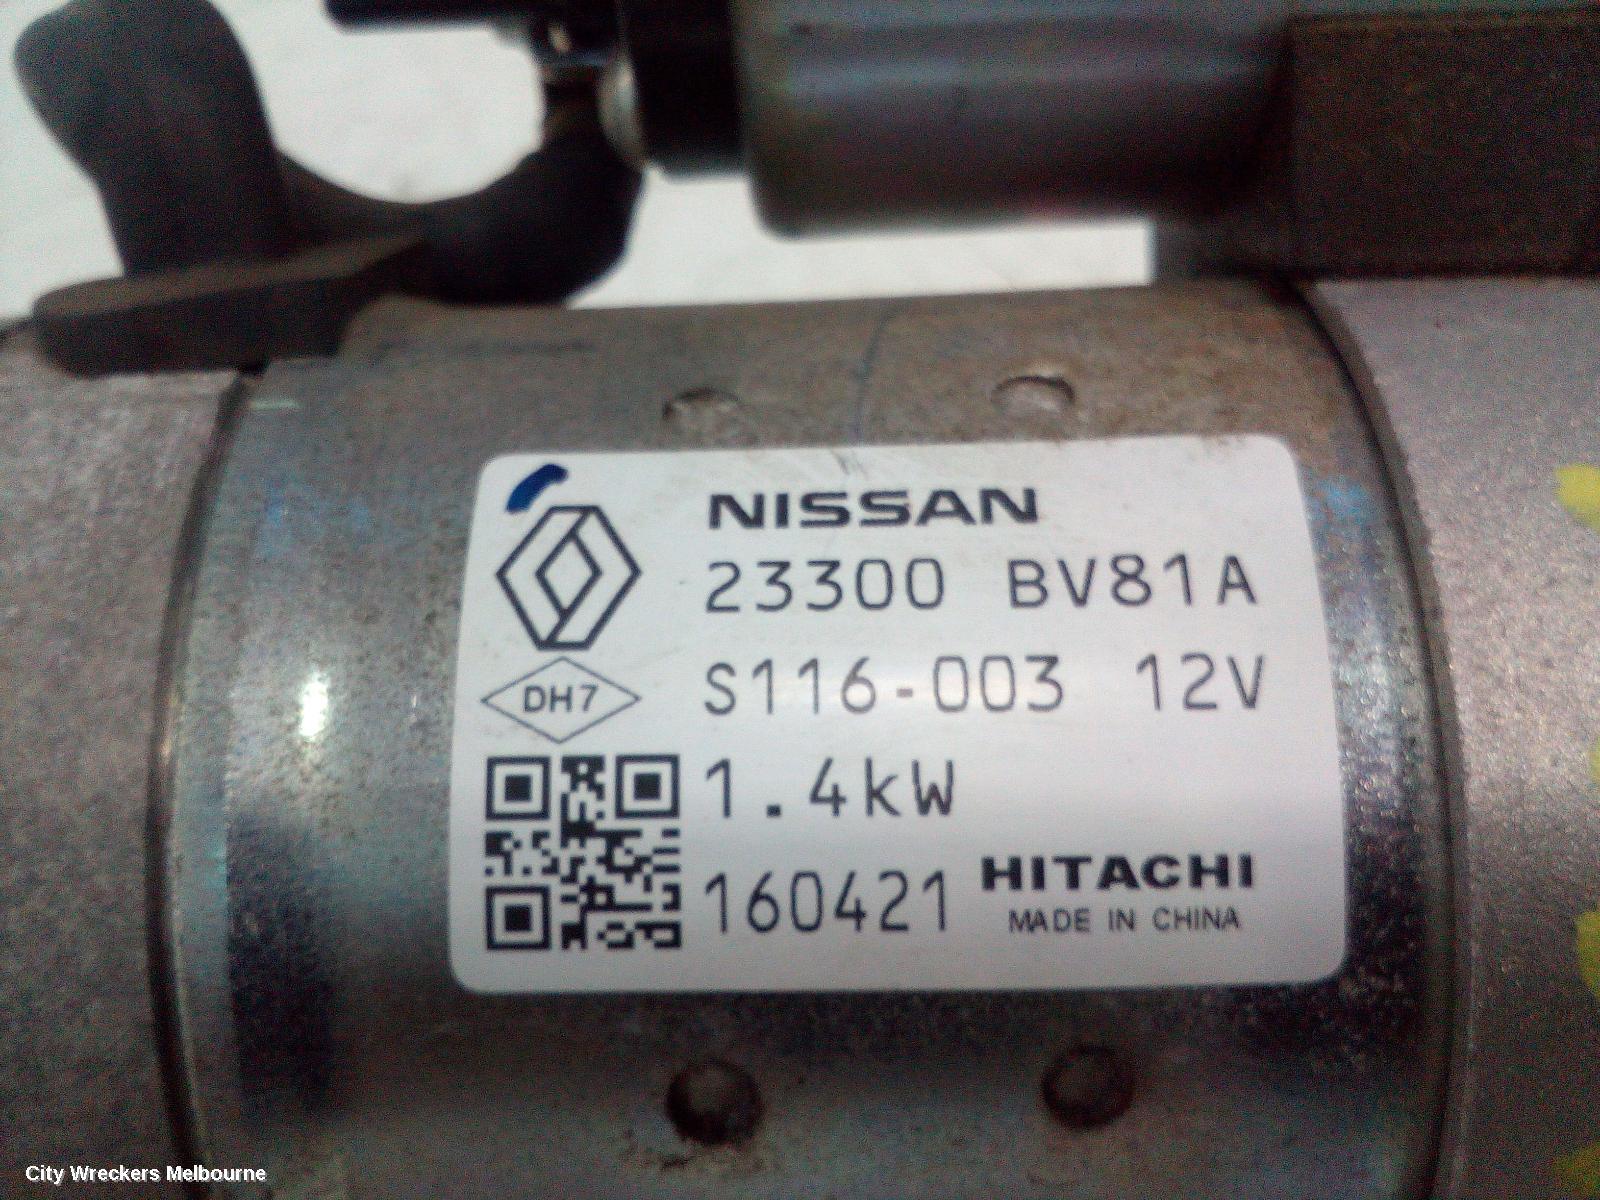 NISSAN
23300 BV81A
DH7
S116-003 12V
1.4kW
160421 HITACHI
MADE IN CHINA
City Wreckers Melbourne